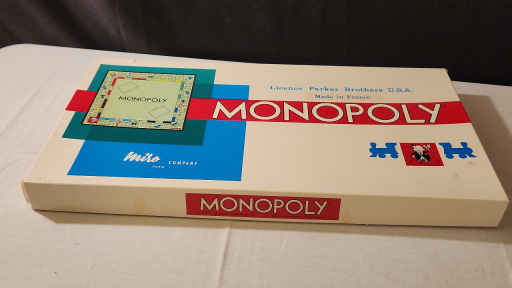 Licence Parker Brothers U.S.A.
Made in France
MONOPOLY
MONOPOLY
Miro COMPANY
MONOPOLY